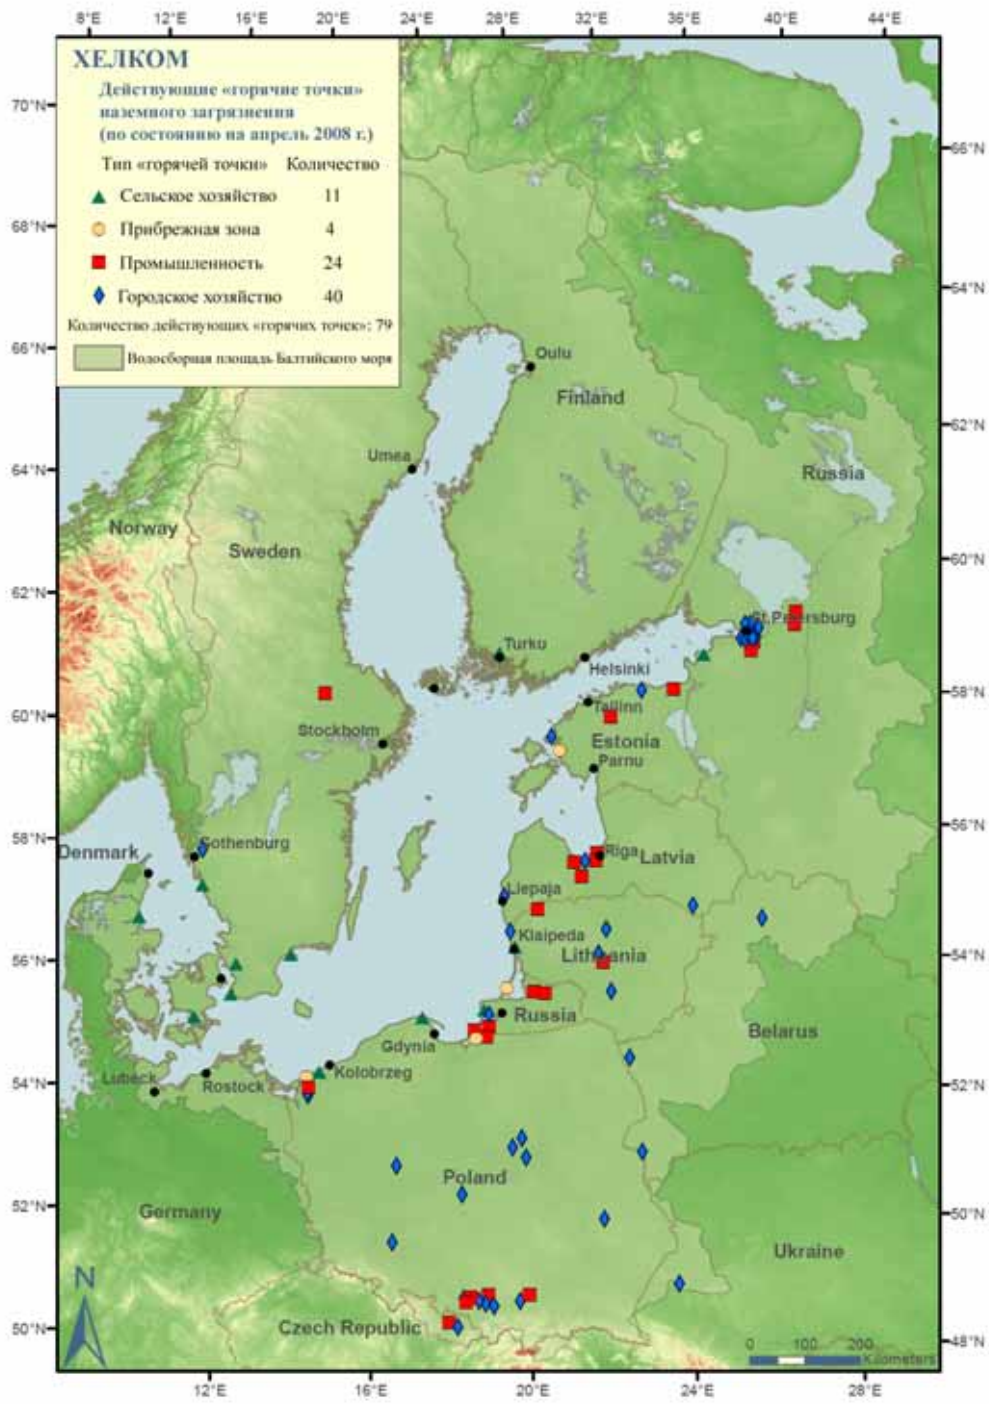 8°E 12°E 16°E 20°E 24°E 28°E 32°E 36°E 40°E 44°E
ХЕЛКОМ
Действующие «горячие точки»
наземного загрязнения
(по состоянию на апрель 2008 г.)
Тип «горячей точки» Количество
Сельское хозяйство 11
Прибрежная зона 4
Промышленность 24
Городское хозяйство 40
Количество действующих «горячих точек»: 79
Водосборная площадь Балтийского моря
70°N
66°N
68°N
64°N
66°N
Oulu
Finland
62°N
Umea
64°N
Russia
Norway
Sweden
60°N
62°N
St.Petersburg
Turku
Helsinki
58°N
60°N
Tallinn
Stockholm
Estonia
Parnu
56°N
58°N
Gothenburg
Denmark
Riga
Latvia
Liepaja
Klaipeda
Lithuania
54°N
56°N
Russia
Belarus
Gdynia
Kolobrzeg
Lubeck
Rostock
54°N
52°N
Poland
52°N
Germany
50°N
Ukraine
N
Czech Republic
50°N
48°N
0 100 200
Kilometers
12°E 16°E 20°E 24°E 28°E